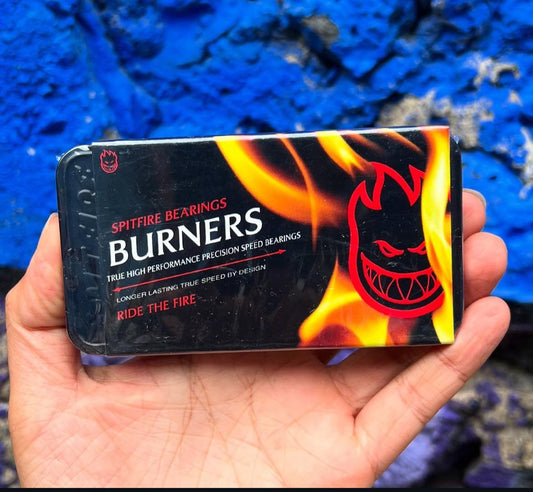 SPITFIRE BEARINGS
BURNERS
TRUE HIGH PERFORMANCE PRECISION SPEED BEARINGS
LONGER LASTING TRUE SPEED BY DESIGN
RIDE THE FIRE